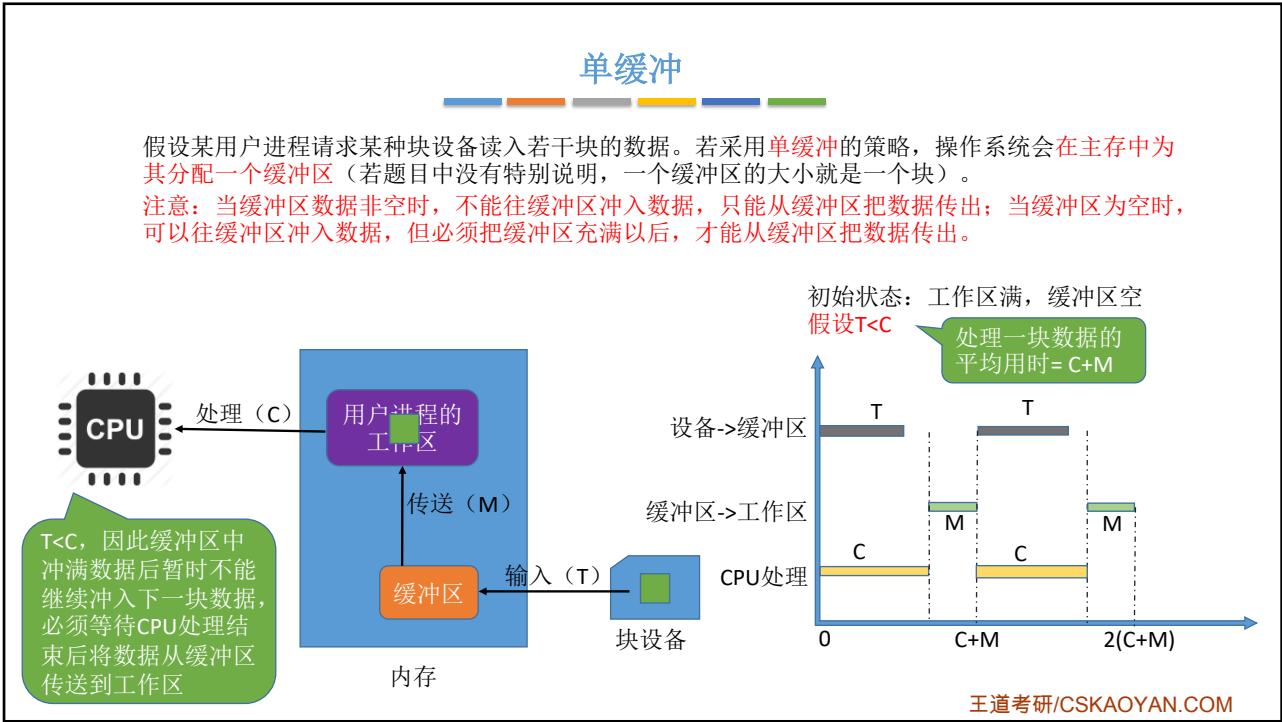 单缓冲
假设某用户进程请求某种块设备读入若干块的数据。若采用单缓冲的策略，操作系统会在主存中为
其分配一个缓冲区（若题目中没有特别说明，一个缓冲区的大小就是一个块）。
注意：当缓冲区数据非空时，不能往缓冲区冲入数据，只能从缓冲区把数据传出；当缓冲区为空时，
可以往缓冲区冲入数据，但必须把缓冲区充满以后，才能从缓冲区把数据传出。
初始状态：工作区满，缓冲区空
假设T<C
处理一块数据的
平均用时= C+M
CPU
处理（C）
用户进程的
工作区
传送（M）
缓冲区
输入（T）
块设备
内存
T<C，因此缓冲区中
冲满数据后暂时不能
继续冲入下一块数据，
必须等待CPU处理结
束后将数据从缓冲区
传送到工作区
设备->缓冲区
T
T
缓冲区->工作区
M
M
CPU处理
C
C
0
C+M
2(C+M)
王道考研/CSKAOYAN.COM